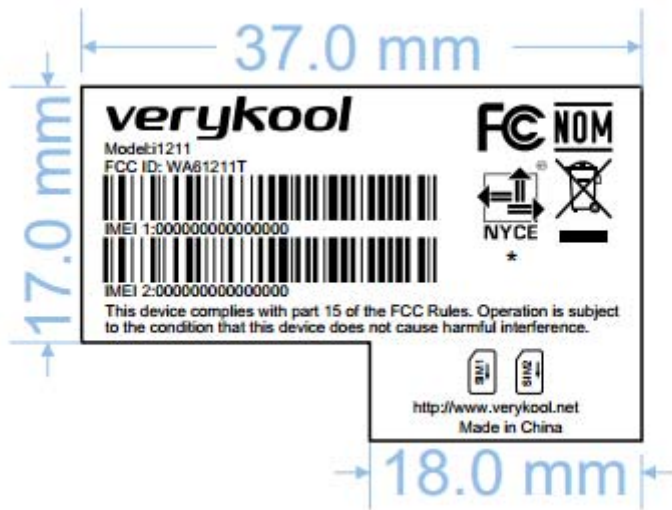 37.0 mm
17.0 mm
verykool
FC NOM
Model:i1211
FCC ID: WA61211T
IMEI 1:000000000000000
NYCE
*
IMEI 2:000000000000000
This device complies with part 15 of the FCC Rules. Operation is subject
to the condition that this device does not cause harmful interference.
SIM1 SIM2
http://www.verykool.net
Made in China
18.0 mm